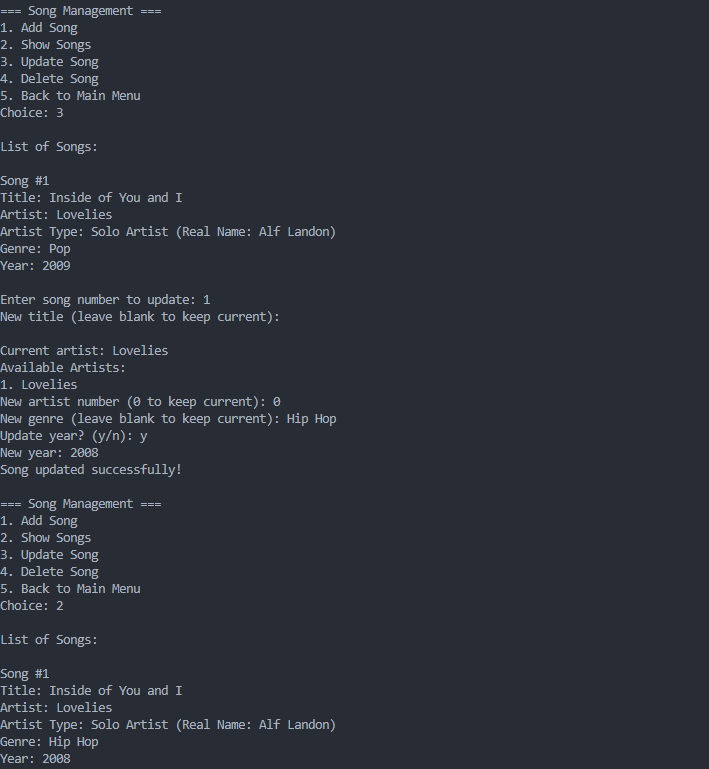 === Song Management ===
1. Add Song
2. Show Songs
3. Update Song
4. Delete Song
5. Back to Main Menu
Choice: 3
List of Songs:
Song #1
Title: Inside of You and I
Artist: Lovelies
Artist Type: Solo Artist (Real Name: Alf Landon)
Genre: Pop
Year: 2009
Enter song number to update: 1
New title (leave blank to keep current):
Current artist: Lovelies
Available Artists:
1. Lovelies
New artist number (0 to keep current): 0
New genre (leave blank to keep current): Hip Hop
Update year? (y/n): y
New year: 2008
Song updated successfully!
=== Song Management ===
1. Add Song
2. Show Songs
3. Update Song
4. Delete Song
5. Back to Main Menu
Choice: 2
List of Songs:
Song #1
Title: Inside of You and I
Artist: Lovelies
Artist Type: Solo Artist (Real Name: Alf Landon)
Genre: Hip Hop
Year: 2008